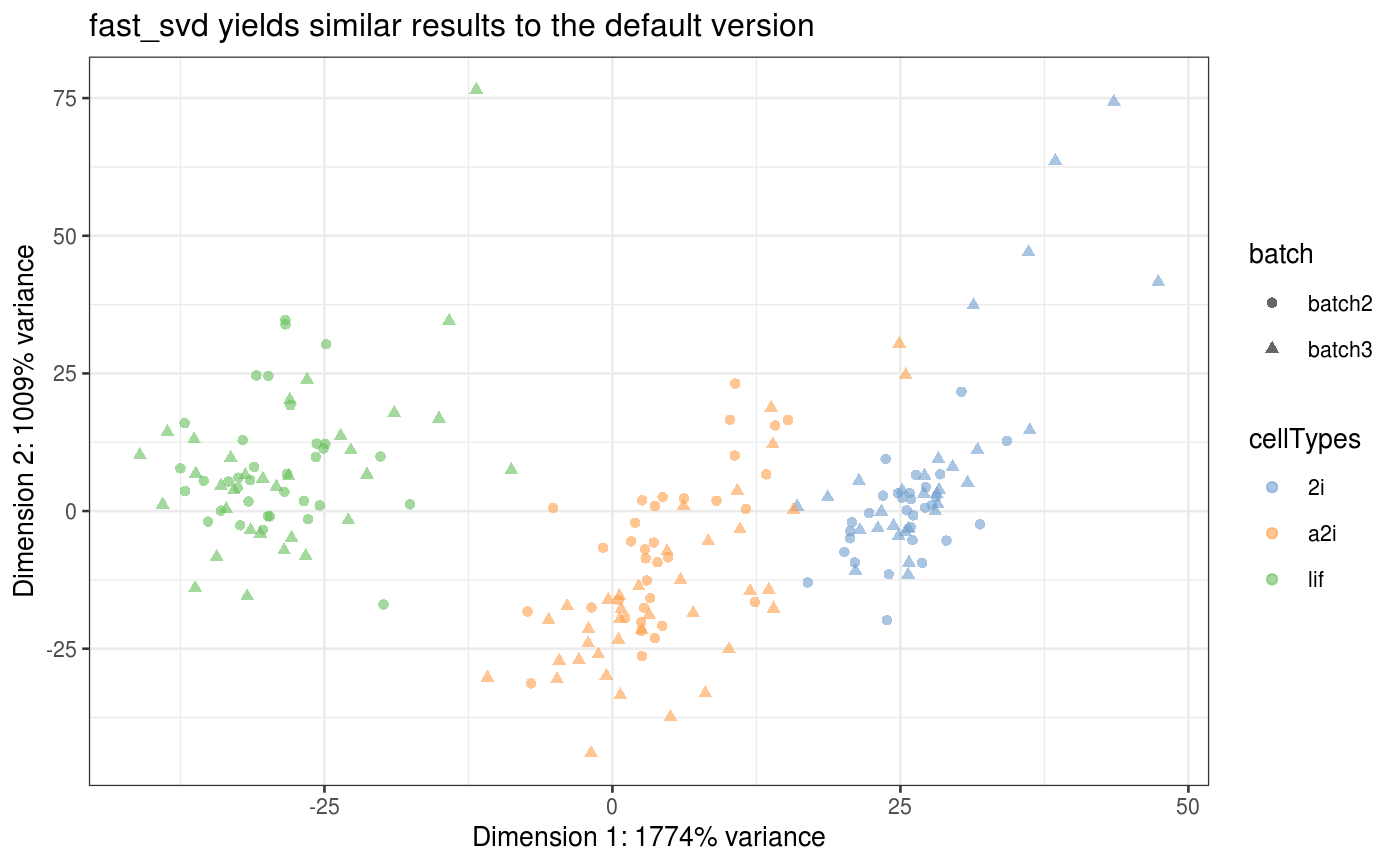 fast_svd yields similar results to the default version
Dimension 2: 1009% variance
75
50
25
0
-25
-25
0
25
50
Dimension 1: 1774% variance
batch
batch2
batch3
cellTypes
2i
a2i
lif